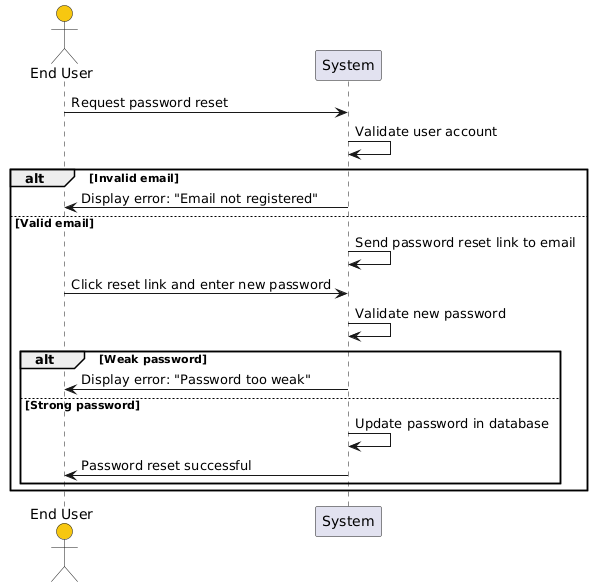 End User
System
Request password reset
Validate user account
alt [Invalid email]
Display error: "Email not registered"
[Valid email]
Send password reset link to email
Click reset link and enter new password
Validate new password
alt [Weak password]
Display error: "Password too weak"
[Strong password]
Update password in database
Password reset successful
End User
System